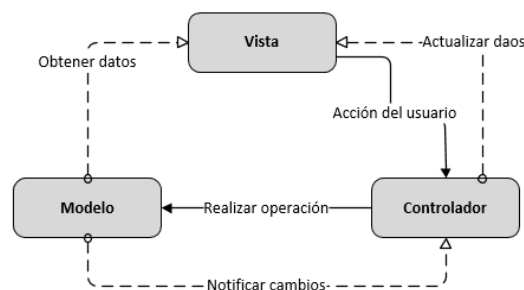 Vista
Actualizar daos
Obtener datos
Acción del usuario
Modelo
Realizar operación
Controlador
Notificar cambios